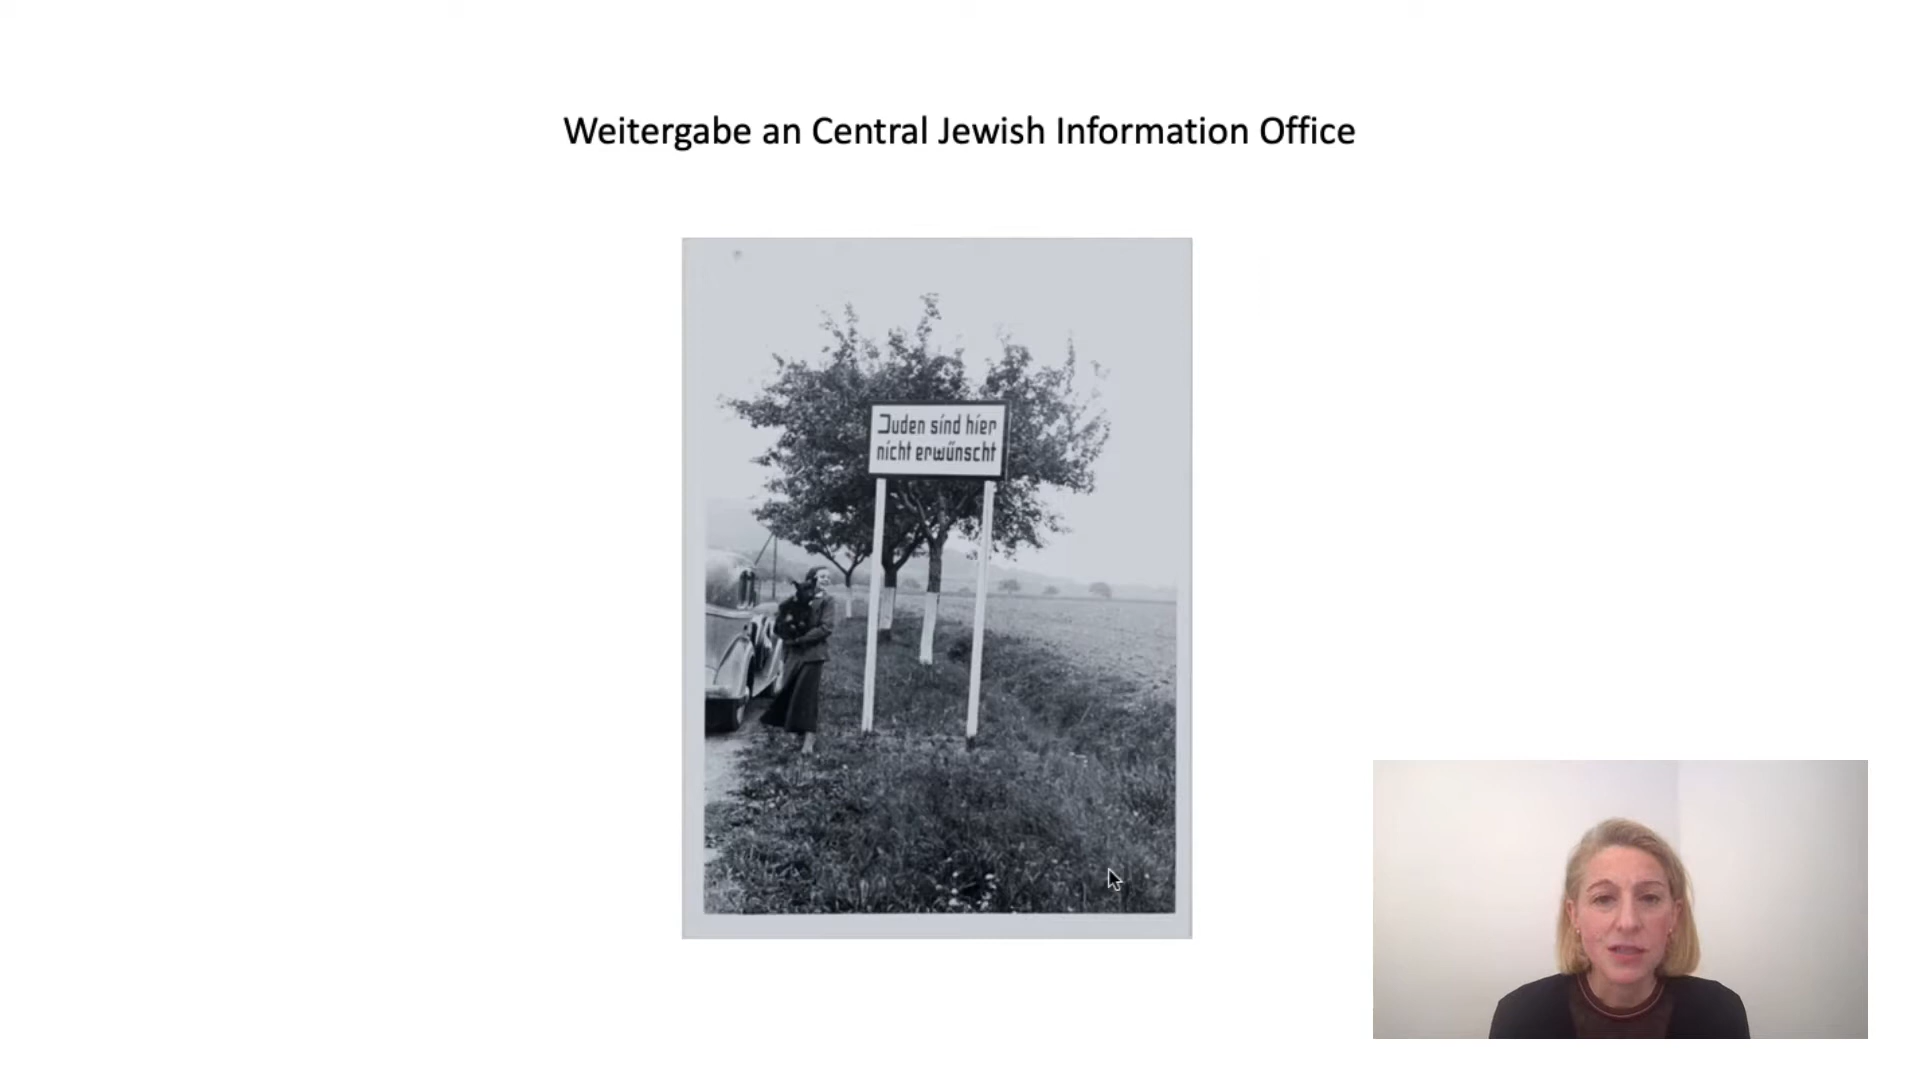 Weitergabe an Central Jewish Information Office
Juden sind hier
nicht erwünscht